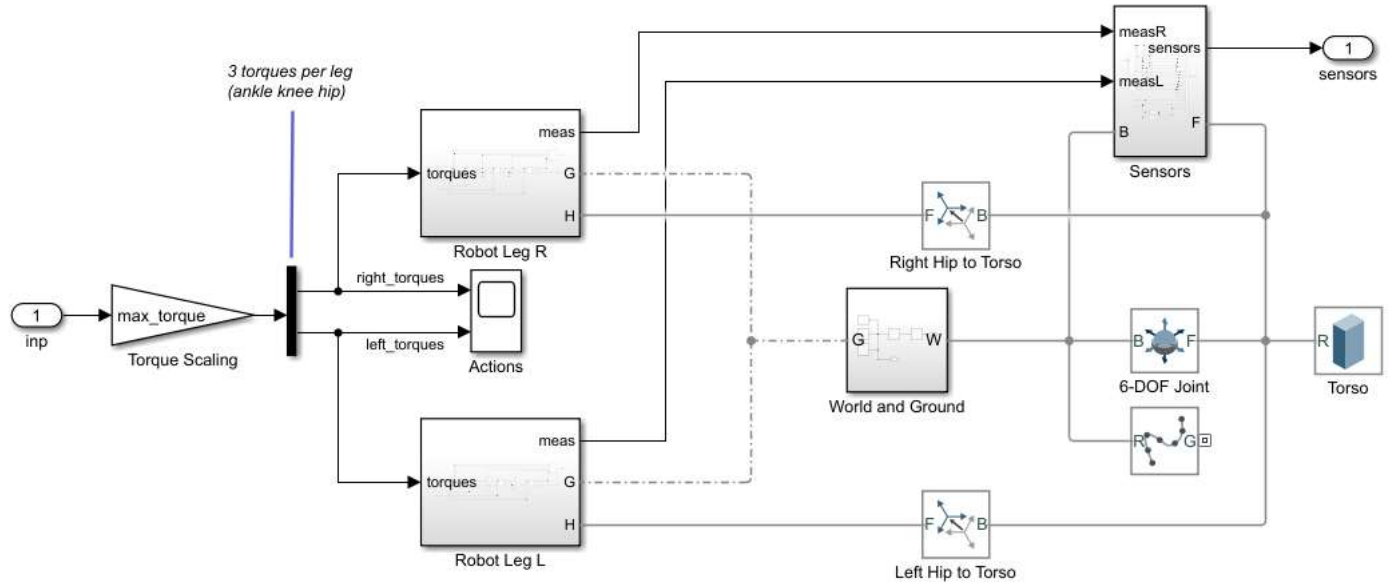 3 torques per leg
(ankle knee hip)
1
inp
max_torque
Torque Scaling
right_torques
left_torques
Actions
torques
meas
G
H
Robot Leg R
torques
meas
G
H
Robot Leg L
F
B
Right Hip to Torso
G
W
World and Ground
F
B
Left Hip to Torso
measR
measL
sensors
B
F
Sensors
1
sensors
B
F
6-DOF Joint
R
G
R
Torso